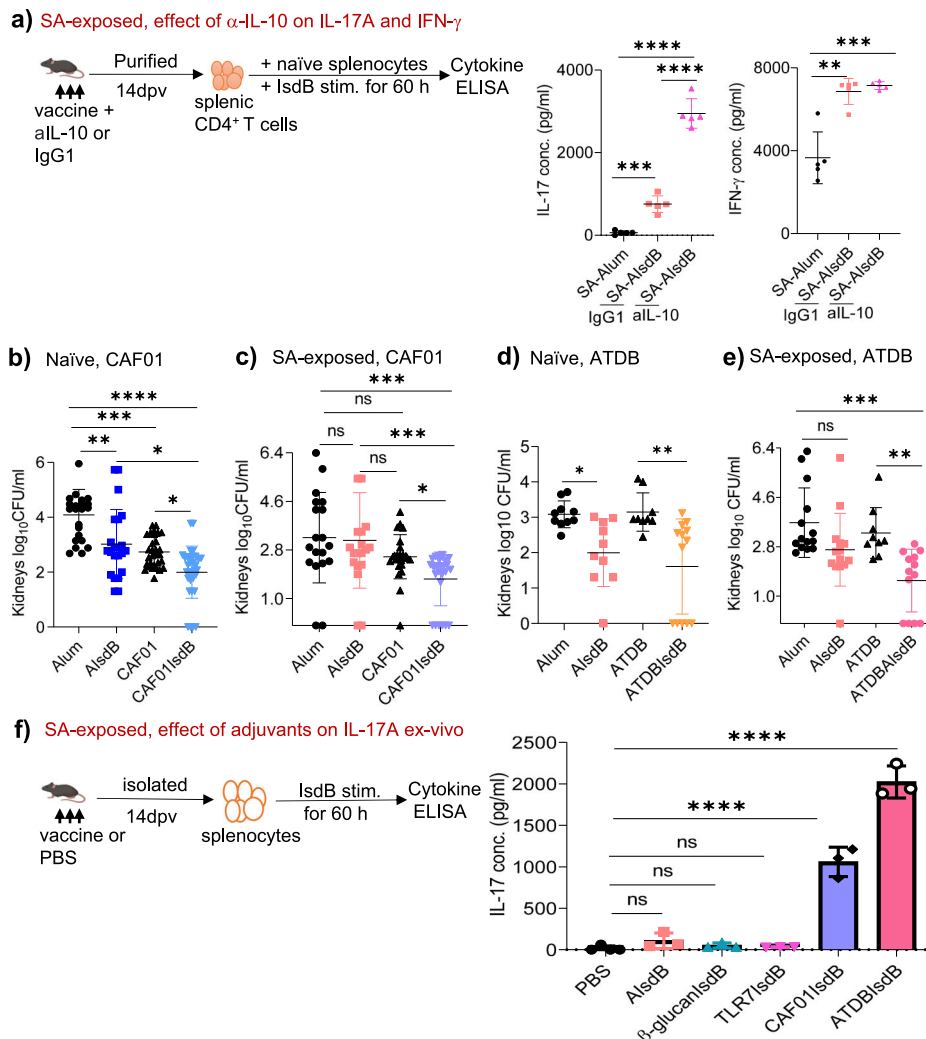 a) SA-exposed, effect of α-IL-10 on IL-17A and IFN-γ
Purified
14dpv
vaccine +
aIL-10 or
IgG1
splenic
CD4⁺ T cells
+ naïve splenocytes
+ IsdB stim. for 60 h
Cytokine
ELISA
IL-17 conc. (pg/ml)
4000
2000
0
****
****
***
SA-Alum
SA-AIsdB
SA-AIsdB
IgG1
aIL-10
IFN-γ conc. (pg/ml)
8000
4000
0
***
**
SA-Alum
SA-AIsdB
SA-AIsdB
IgG1
aIL-10
b) Naïve, CAF01
Kidneys log₁₀CFU/ml
6
4
2
0
****
***
**
*
*
Alum
AIsdB
CAF01
CAF01IsdB
c) SA-exposed, CAF01
Kidneys log₁₀CFU/ml
6.4
4.6
2.8
1.0
***
ns
ns
***
ns
*
Alum
AIsdB
CAF01
CAF01IsdB
d) Naïve, ATDB
Kidneys log10 CFU/ml
5
4
3
2
1
0
*
**
Alum
AIsdB
ATDB
ATDBIsdB
e) SA-exposed, ATDB
Kidneys log₁₀ CFU/ml
6.4
4.6
2.8
1.0
***
ns
**
Alum
AIsdB
ATDB
ATDBAIsdB
f) SA-exposed, effect of adjuvants on IL-17A ex-vivo
isolated
14dpv
vaccine or
PBS
splenocytes
IsdB stim.
for 60 h
Cytokine
ELISA
IL-17 conc. (pg/ml)
2500
2000
1500
1000
500
0
****
****
ns
ns
ns
PBS
AIsdB
β-glucanIsdB
TLR7IsdB
CAF01IsdB
ATDBIsdB